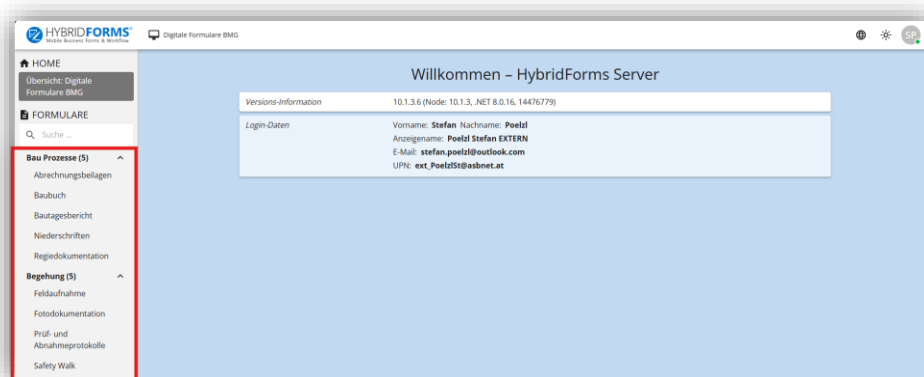 HYBRIDFORMS®
Mobile Business Forms & Workflow
Digitale Formulare BMG
SP
HOME
Übersicht: Digitale
Formulare BMG
FORMULARE
Suche ...
Bau Prozesse (5)
Abrechnungsbeilagen
Baubuch
Bautagesbericht
Niederschriften
Regiedokumentation
Begehung (5)
Feldaufnahme
Fotodokumentation
Prüf- und
Abnahmeprotokolle
Safety Walk
Willkommen – HybridForms Server
Versions-Information 10.1.3.6 (Node: 10.1.3, .NET 8.0.16, 14476779)
Login-Daten Vorname: Stefan Nachname: Poelzl
Anzeigename: Poelzl Stefan EXTERN
E-Mail: stefan.poelzl@outlook.com
UPN: ext_PoelzlSt@asbnet.at